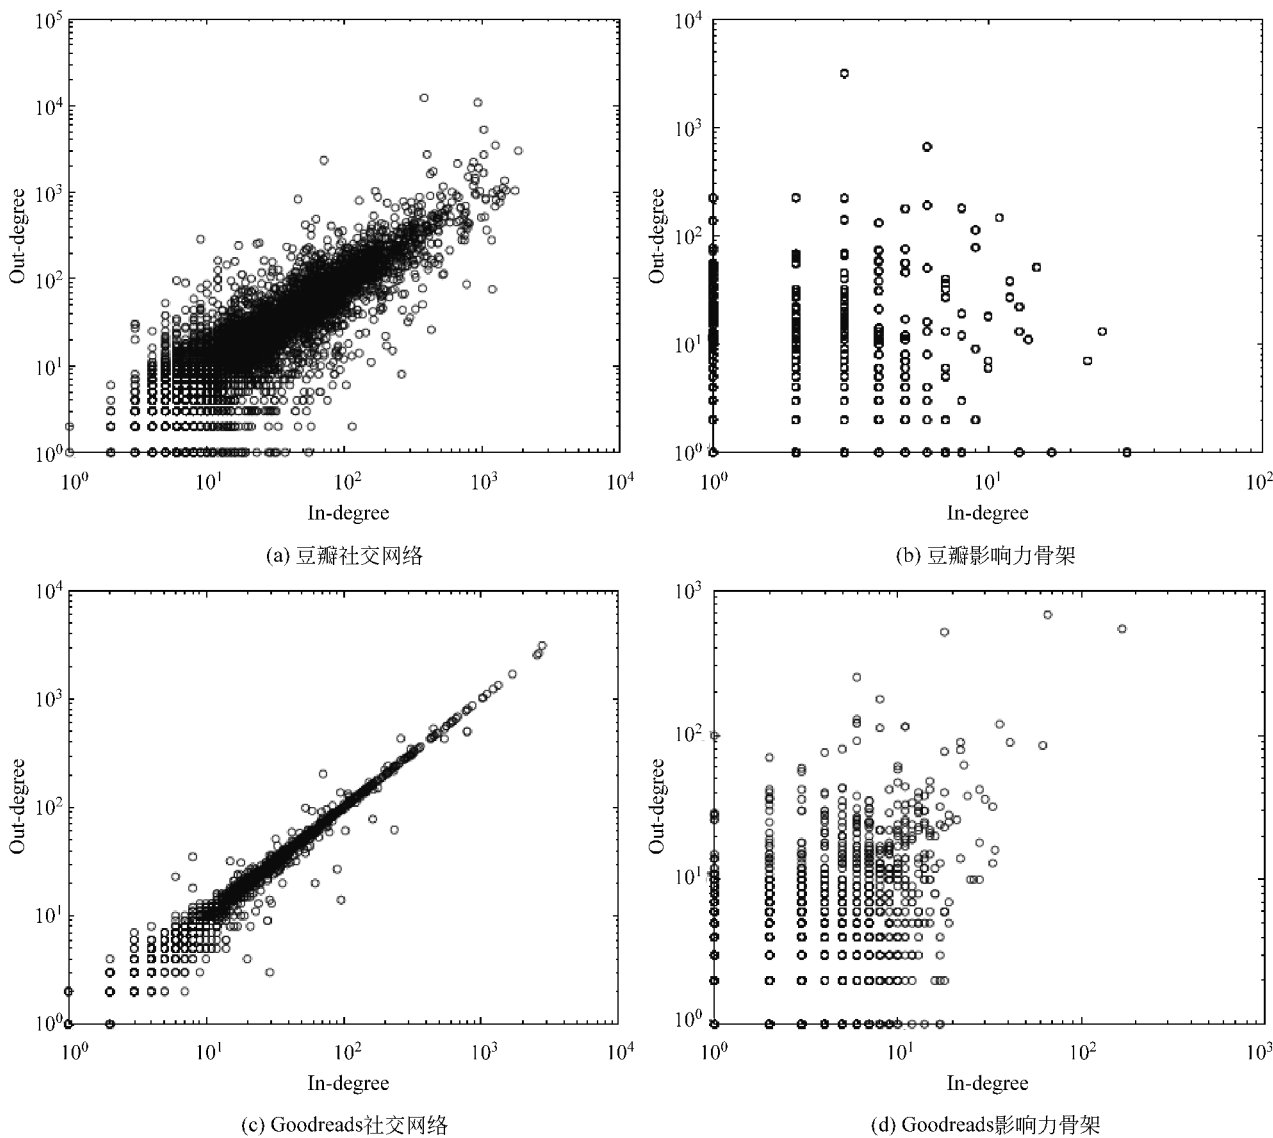 10^5
10^4
10^3
10^2
10^1
10^0
Out-degree
10^0 10^1 10^2 10^3 10^4
In-degree
(a) 豆瓣社交网络
10^4
10^3
10^2
10^1
10^0
Out-degree
10^0 10^1 10^2
In-degree
(b) 豆瓣影响力骨架
10^4
10^3
10^2
10^1
10^0
Out-degree
10^0 10^1 10^2 10^3 10^4
In-degree
(c) Goodreads社交网络
10^3
10^2
10^1
10^0
Out-degree
10^0 10^1 10^2 10^3
In-degree
(d) Goodreads影响力骨架